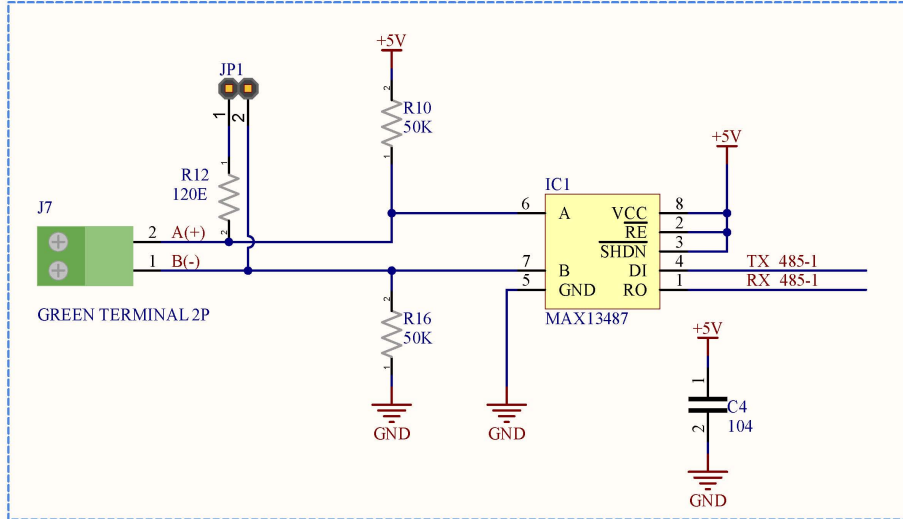 +5V
JP1
2
1
2
R10
50K
+5V
1
1
R12
120E
IC1
J7
6
A
VCC
8
2
A(+)
2
RE
2
SHDN
3
1
B(-)
7
B
DI
4
TX 485-1
5
GND
RO
1
RX 485-1
GREEN TERMINAL 2P
2
R16
50K
MAX13487
+5V
1
1
C4
104
2
GND
GND
GND